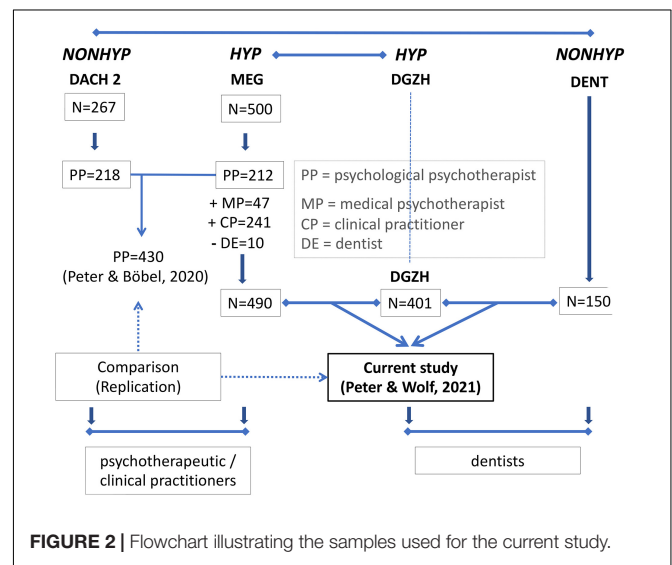 NONHYP HYP HYP NONHYP
DACH 2 MEG DGZH DENT
N=267 N=500
PP=218 PP=212
PP = psychological psychotherapist
MP = medical psychotherapist
CP = clinical practitioner
DE = dentist
+ MP=47
+ CP=241
- DE=10
PP=430
(Peter & Böbel, 2020)
DGZH
N=490 N=401 N=150
Comparison
(Replication)
Current study
(Peter & Wolf, 2021)
psychotherapeutic /
clinical practitioners
dentists
FIGURE 2 | Flowchart illustrating the samples used for the current study.